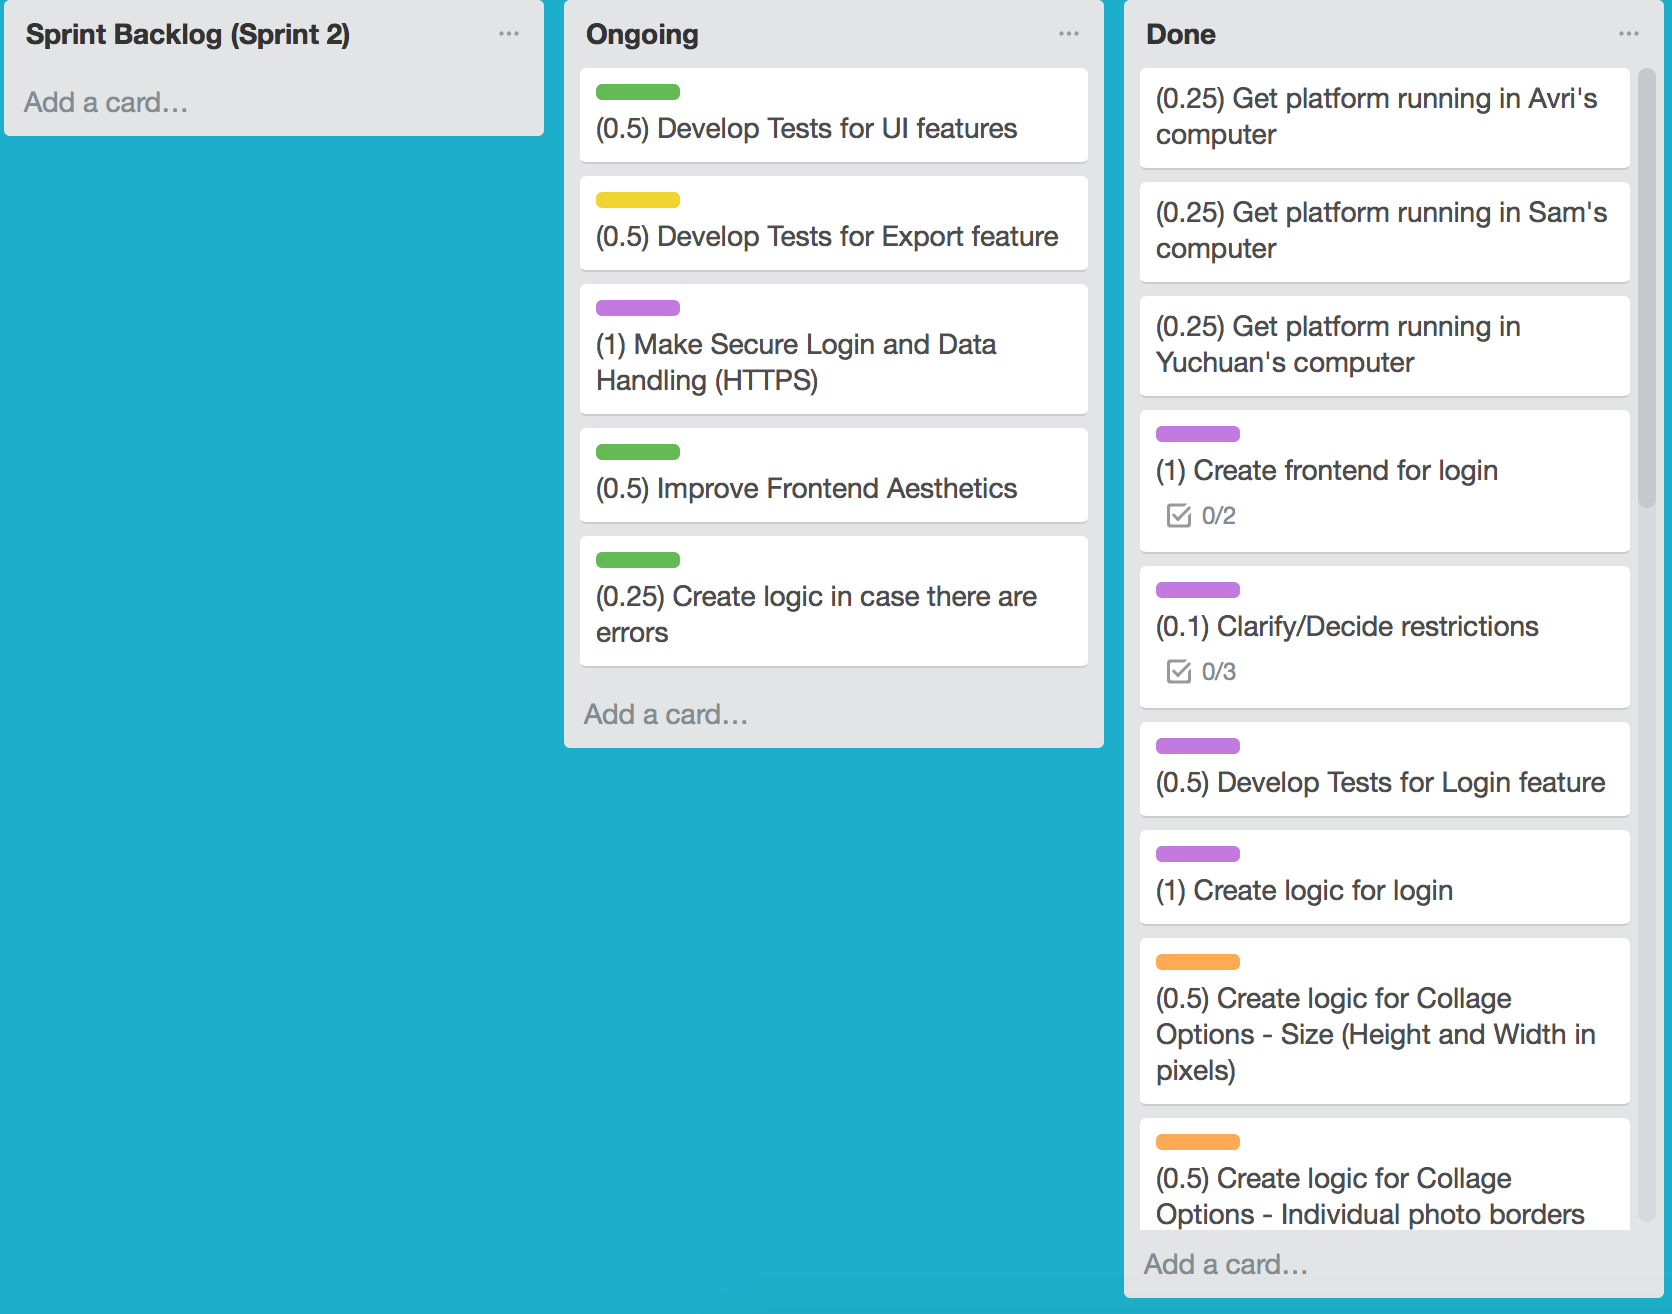 Sprint Backlog (Sprint 2)
Add a card...
Ongoing
(0.5) Develop Tests for UI features
(0.5) Develop Tests for Export feature
(1) Make Secure Login and Data
Handling (HTTPS)
(0.5) Improve Frontend Aesthetics
(0.25) Create logic in case there are
errors
Add a card...
Done
(0.25) Get platform running in Avri's
computer
(0.25) Get platform running in Sam's
computer
(0.25) Get platform running in
Yuchuan's computer
(1) Create frontend for login
0/2
(0.1) Clarify/Decide restrictions
0/3
(0.5) Develop Tests for Login feature
(1) Create logic for login
(0.5) Create logic for Collage
Options - Size (Height and Width in
pixels)
(0.5) Create logic for Collage
Options - Individual photo borders
Add a card...